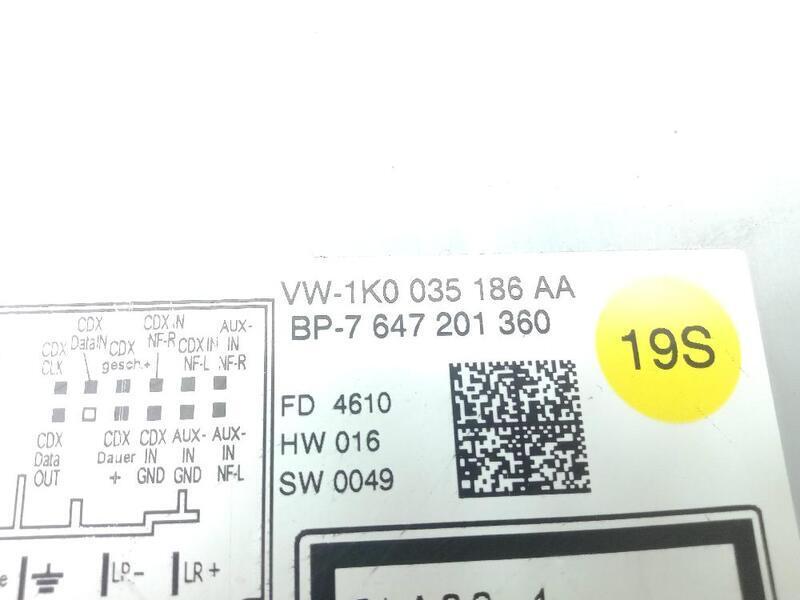 VW-1K0 035 186 AA
BP-7 647 201 360
19S
FD 4610
HW 016
SW 0049
CDX CLK
CDX DataIN
CDX gesch.+
CDX IN NF-R
CDX IN NF-L
AUX-IN NF-R
CDX Data OUT
CDX Dauer +
CDX IN GND
AUX-IN GND
AUX-IN NF-L
LR-
LR+